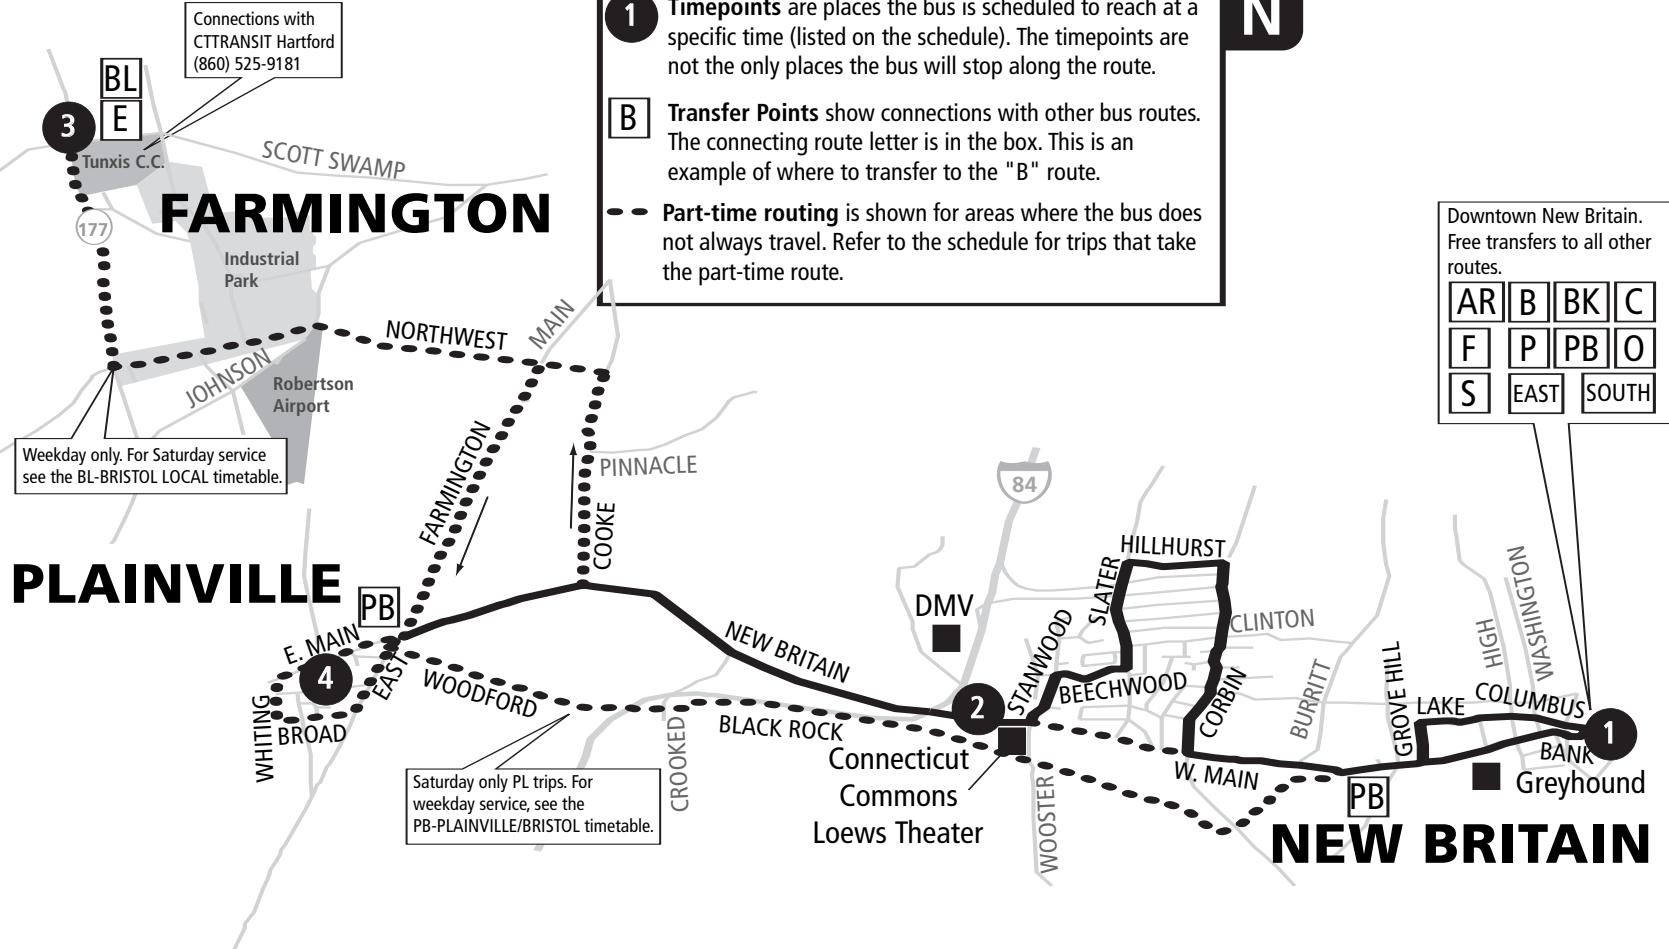 Connections with
CTTRANSIT Hartford
(860) 525-9181
BL
E
3
Tunxis C.C.
SCOTT SWAMP
FARMINGTON
177
Industrial
Park
1
Timepoints are places the bus is scheduled to reach at a
specific time (listed on the schedule). The timepoints are
not the only places the bus will stop along the route.
B
Transfer Points show connections with other bus routes.
The connecting route letter is in the box. This is an
example of where to transfer to the "B" route.
Part-time routing is shown for areas where the bus does
not always travel. Refer to the schedule for trips that take
the part-time route.
N
Downtown New Britain.
Free transfers to all other
routes.
AR B BK C
F P PB O
S EAST SOUTH
NORTHWEST
MAIN
JOHNSON
Robertson
Airport
Weekday only. For Saturday service
see the BL-BRISTOL LOCAL timetable.
FARMINGTON
PINNACLE
COOKE
84
PLAINVILLE
PB
E. MAIN
4
EAST
WHITING
BROAD
WOODFORD
NEW BRITAIN
BLACK ROCK
CROOKED
Saturday only PL trips. For
weekday service, see the
PB-PLAINVILLE/BRISTOL timetable.
DMV
2
STANWOOD
SLATER
HILLHURST
BEECHWOOD
CLINTON
CORBIN
BURRITT
GROVE HILL
HIGH
WASHINGTON
LAKE
COLUMBUS
1
BANK
Greyhound
W. MAIN
PB
Connecticut
Commons
Loews Theater
WOOSTER
NEW BRITAIN